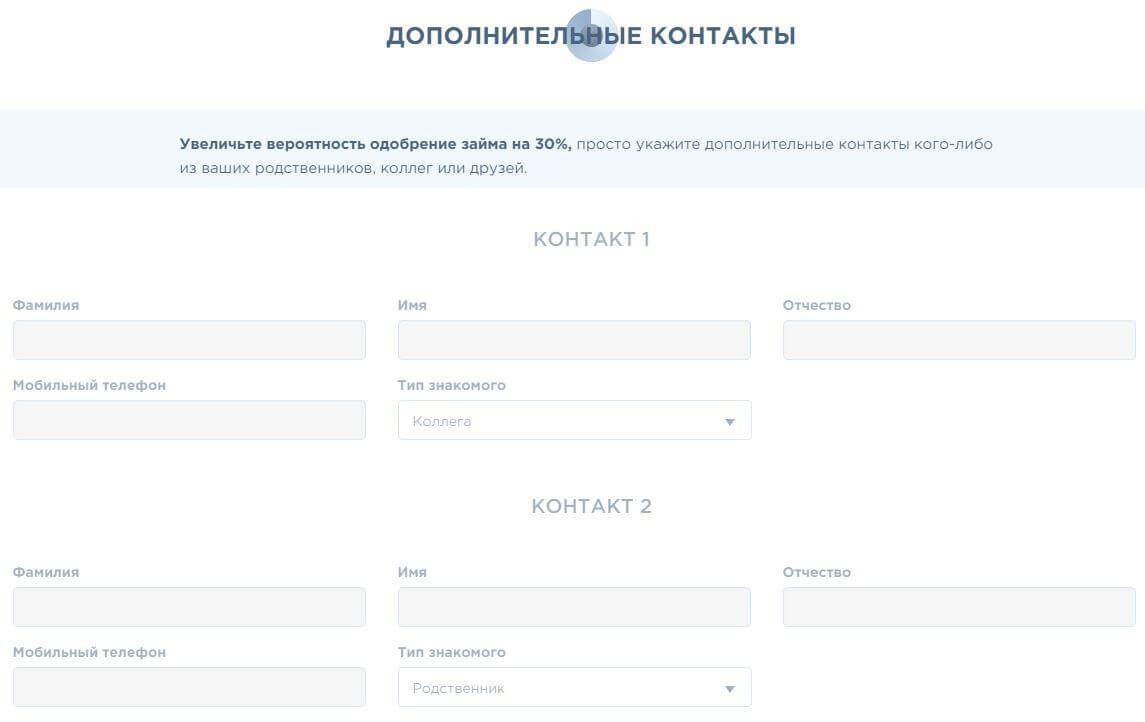 ДОПОЛНИТЕЛЬНЫЕ КОНТАКТЫ
Увеличьте вероятность одобрение займа на 30%, просто укажите дополнительные контакты кого-либо
из ваших родственников, коллег или друзей.
КОНТАКТ 1
Фамилия Имя Отчество
Мобильный телефон Тип знакомого
Коллега
КОНТАКТ 2
Фамилия Имя Отчество
Мобильный телефон Тип знакомого
Родственник